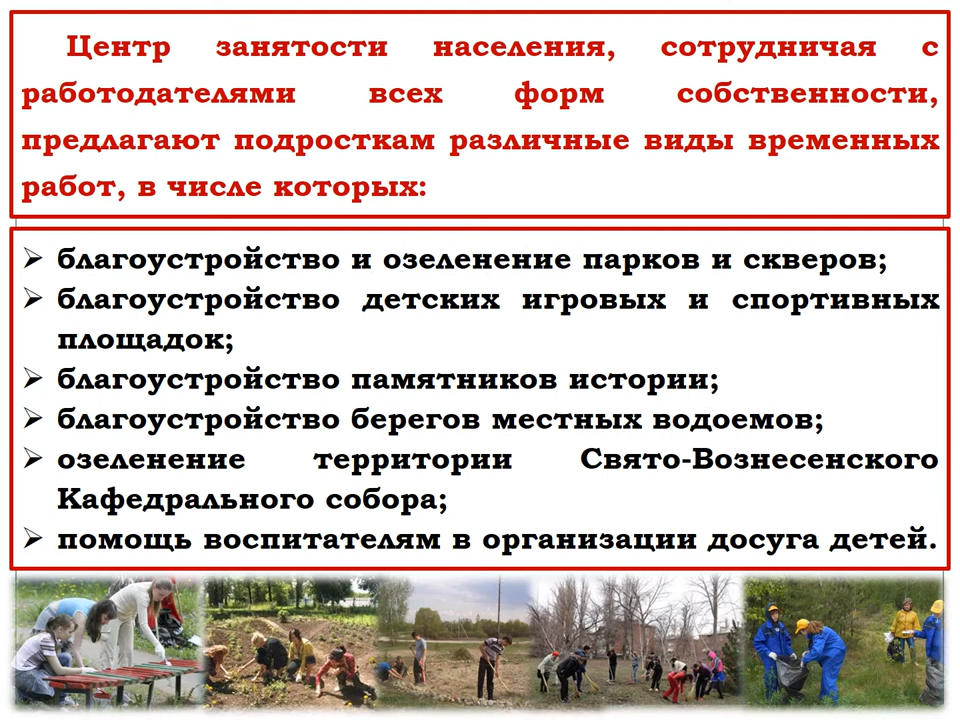 Центр занятости населения, сотрудничая с
работодателями всех форм собственности,
предлагают подросткам различные виды временных
работ, в числе которых:
благоустройство и озеленение парков и скверов;
благоустройство детских игровых и спортивных
площадок;
благоустройство памятников истории;
благоустройство берегов местных водоемов;
озеленение территории Свято-Вознесенского
Кафедрального собора;
помощь воспитателям в организации досуга детей.